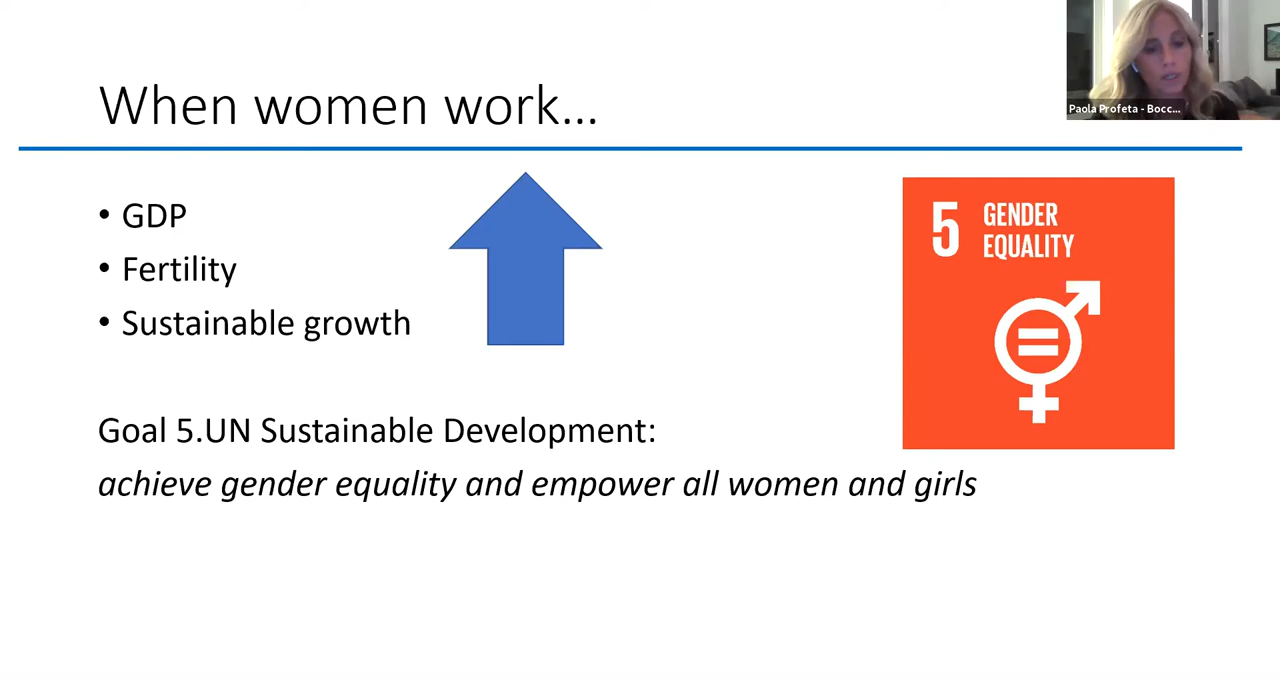 When women work...
Paola Profeta - Bocc...
• GDP
• Fertility
• Sustainable growth
5 GENDER
EQUALITY
Goal 5.UN Sustainable Development:
achieve gender equality and empower all women and girls